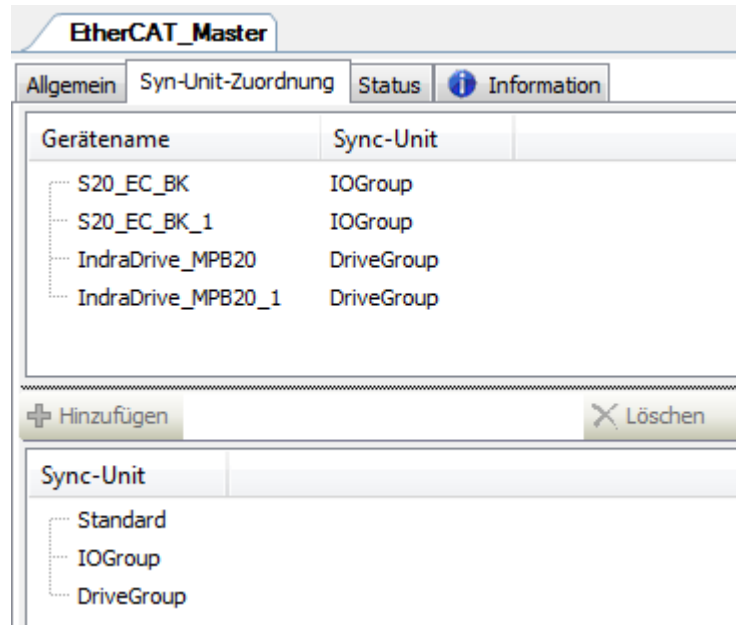 EtherCAT_Master
Allgemein Syn-Unit-Zuordnung Status Information
Gerätename Sync-Unit
S20_EC_BK IOGroup
S20_EC_BK_1 IOGroup
IndraDrive_MPB20 DriveGroup
IndraDrive_MPB20_1 DriveGroup
Hinzufügen Löschen
Sync-Unit
Standard
IOGroup
DriveGroup